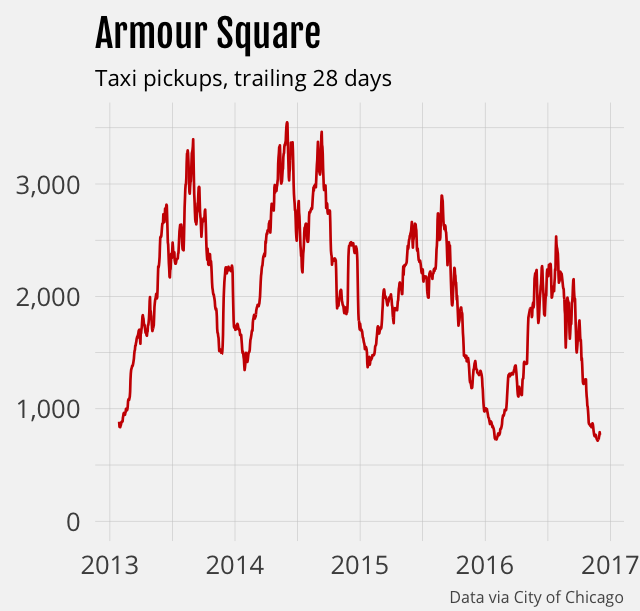 Armour Square
Taxi pickups, trailing 28 days
3,000
2,000
1,000
0
2013 2014 2015 2016 2017
Data via City of Chicago